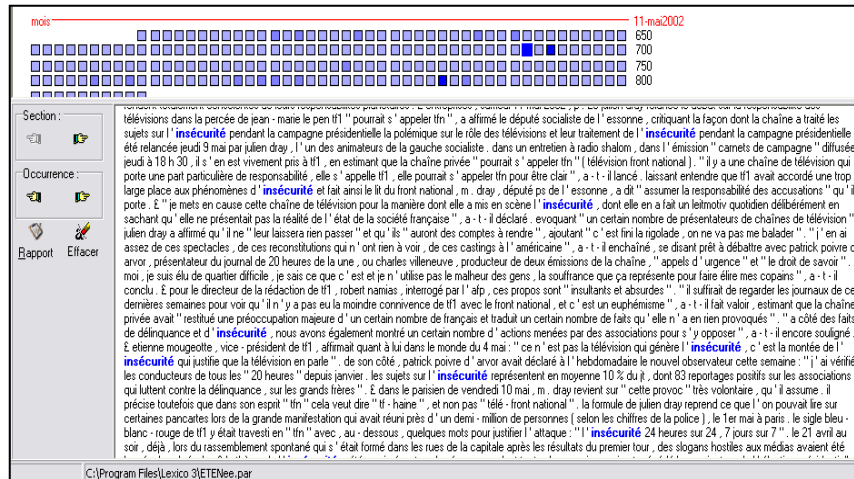 mois 11-mai2002
650
700
750
800
Section :
Occurrence :
Rapport Effacer
télévisions dans la percée de jean - marie le pen tf1 " pourrait s ' appeler tfn " , a affirmé le député socialiste de l ' essonne , critiquant la façon dont la chaîne a traité les
sujets sur l ' insécurité pendant la campagne présidentielle la polémique sur le rôle des télévisions et leur traitement de l ' insécurité pendant la campagne présidentielle
été relancée jeudi 9 mai par julien dray , l ' un des animateurs de la gauche socialiste . dans un entretien à radio shalom , dans l ' émission " carnets de campagne " diffusée
jeudi à 18 h 30 , il s ' en est vivement pris à tf1 , en estimant que la chaîne privée " pourrait s ' appeler tfn " ( télévision front national ) . " il y a une chaîne de télévision qui
porte une part particulière de responsabilité , elle s ' appelle tf1 , elle pourrait s ' appeler tfn pour être clair " , a - t - il lancé . laissant entendre que tf1 avait accordé une trop
large place aux phénomènes d ' insécurité et fait ainsi le lit du front national , m . dray , député ps de l ' essonne , a dit " assumer la responsabilité des accusations " qu ' il
porte . £ " je mets en cause cette chaîne de télévision pour la manière dont elle a mis en scène l ' insécurité , dont elle en a fait un leitmotiv quotidien délibérément en
sachant qu ' elle ne présentait pas la réalité de l ' état de la société française " , a - t - il déclaré . evoquant " un certain nombre de présentateurs de chaînes de télévision "
julien dray a affirmé qu ' il ne " leur laissera rien passer " et qu ' ils " auront des comptes à rendre " , ajoutant " c ' est fini la rigolade , on ne va pas me balader " . " j ' en ai
assez de ces spectacles , de ces reconstitutions qui n ' ont rien à voir , de ces castings à l ' américaine " , a - t - il enchaîné , se disant prêt à débattre avec patrick poivre d
arvor , présentateur du journal de 20 heures de la une , ou charles villeneuve , producteur de deux émissions de la chaîne , " appels d ' urgence " et " le droit de savoir " .
moi , je suis élu de quartier difficile , je sais ce que c ' est et je n ' utilise pas le malheur des gens , la souffrance que ça représente pour faire élire mes copains " , a - t - il
conclu . £ pour le directeur de la rédaction de tf1 , robert namias , interrogé par l ' afp , ces propos sont " insultants et absurdes " . " il suffirait de regarder les journaux de ce
dernières semaines pour voir qu ' il n ' y a pas eu la moindre connivence de tf1 avec le front national , et c ' est un euphémisme " , a - t - il fait valoir , estimant que la chaîne
privée avait " restitué une préoccupation majeure d ' un certain nombre de français et traduit un certain nombre de faits qu ' elle n ' a en rien provoqués " . " a côté des faits
de délinquance et d ' insécurité , nous avons également montré un certain nombre d ' actions menées par des associations pour s ' y opposer " , a - t - il encore souligné .
£ etienne mougeotte , vice - président de tf1 , affirmait quant à lui dans le monde du 4 mai : " ce n ' est pas la télévision qui génère l ' insécurité , c ' est la montée de l '
insécurité qui justifie que la télévision en parle " . de son côté , patrick poivre d ' arvor avait déclaré à l ' hebdomadaire le nouvel observateur cette semaine : " j ' ai vérifié
les conducteurs de tous les " 20 heures " depuis janvier . les sujets sur l ' insécurité représentent en moyenne 10 % du jt , dont 83 reportages positifs sur les associations
qui luttent contre la délinquance , sur les grands frères " . £ dans le parisien de vendredi 10 mai , m . dray revient sur " cette provoc " très volontaire , qu ' il assume . il
précise toutefois que dans son esprit " tfn " cela veut dire " tf - haine " , et non pas " télé - front national " . la formule de julien dray reprend ce que l ' on pouvait lire sur
certaines pancartes lors de la grande manifestation qui avait réuni près d ' un demi - million de personnes ( selon les chiffres de la police ) , le 1er mai à paris . le sigle bleu -
blanc - rouge de tf1 y était travesti en " tfn " avec , au - dessous , quelques mots pour justifier l ' attaque : " l ' insécurité 24 heures sur 24 , 7 jours sur 7 " . le 21 avril au
soir , déjà , lors du rassemblement spontané qui s ' était formé dans les rues de la capitale après les résultats du premier tour , des slogans hostiles aux médias avaient été
C:\Program Files\Lexico 3\ETENee.par